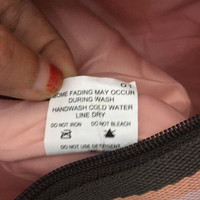 01
SOME FADING MAY OCCUR
DURING WASH
HANDWASH COLD WATER
LINE DRY
DO NOT IRON DO NOT BLEACH
DO NOT USE DETERGENT